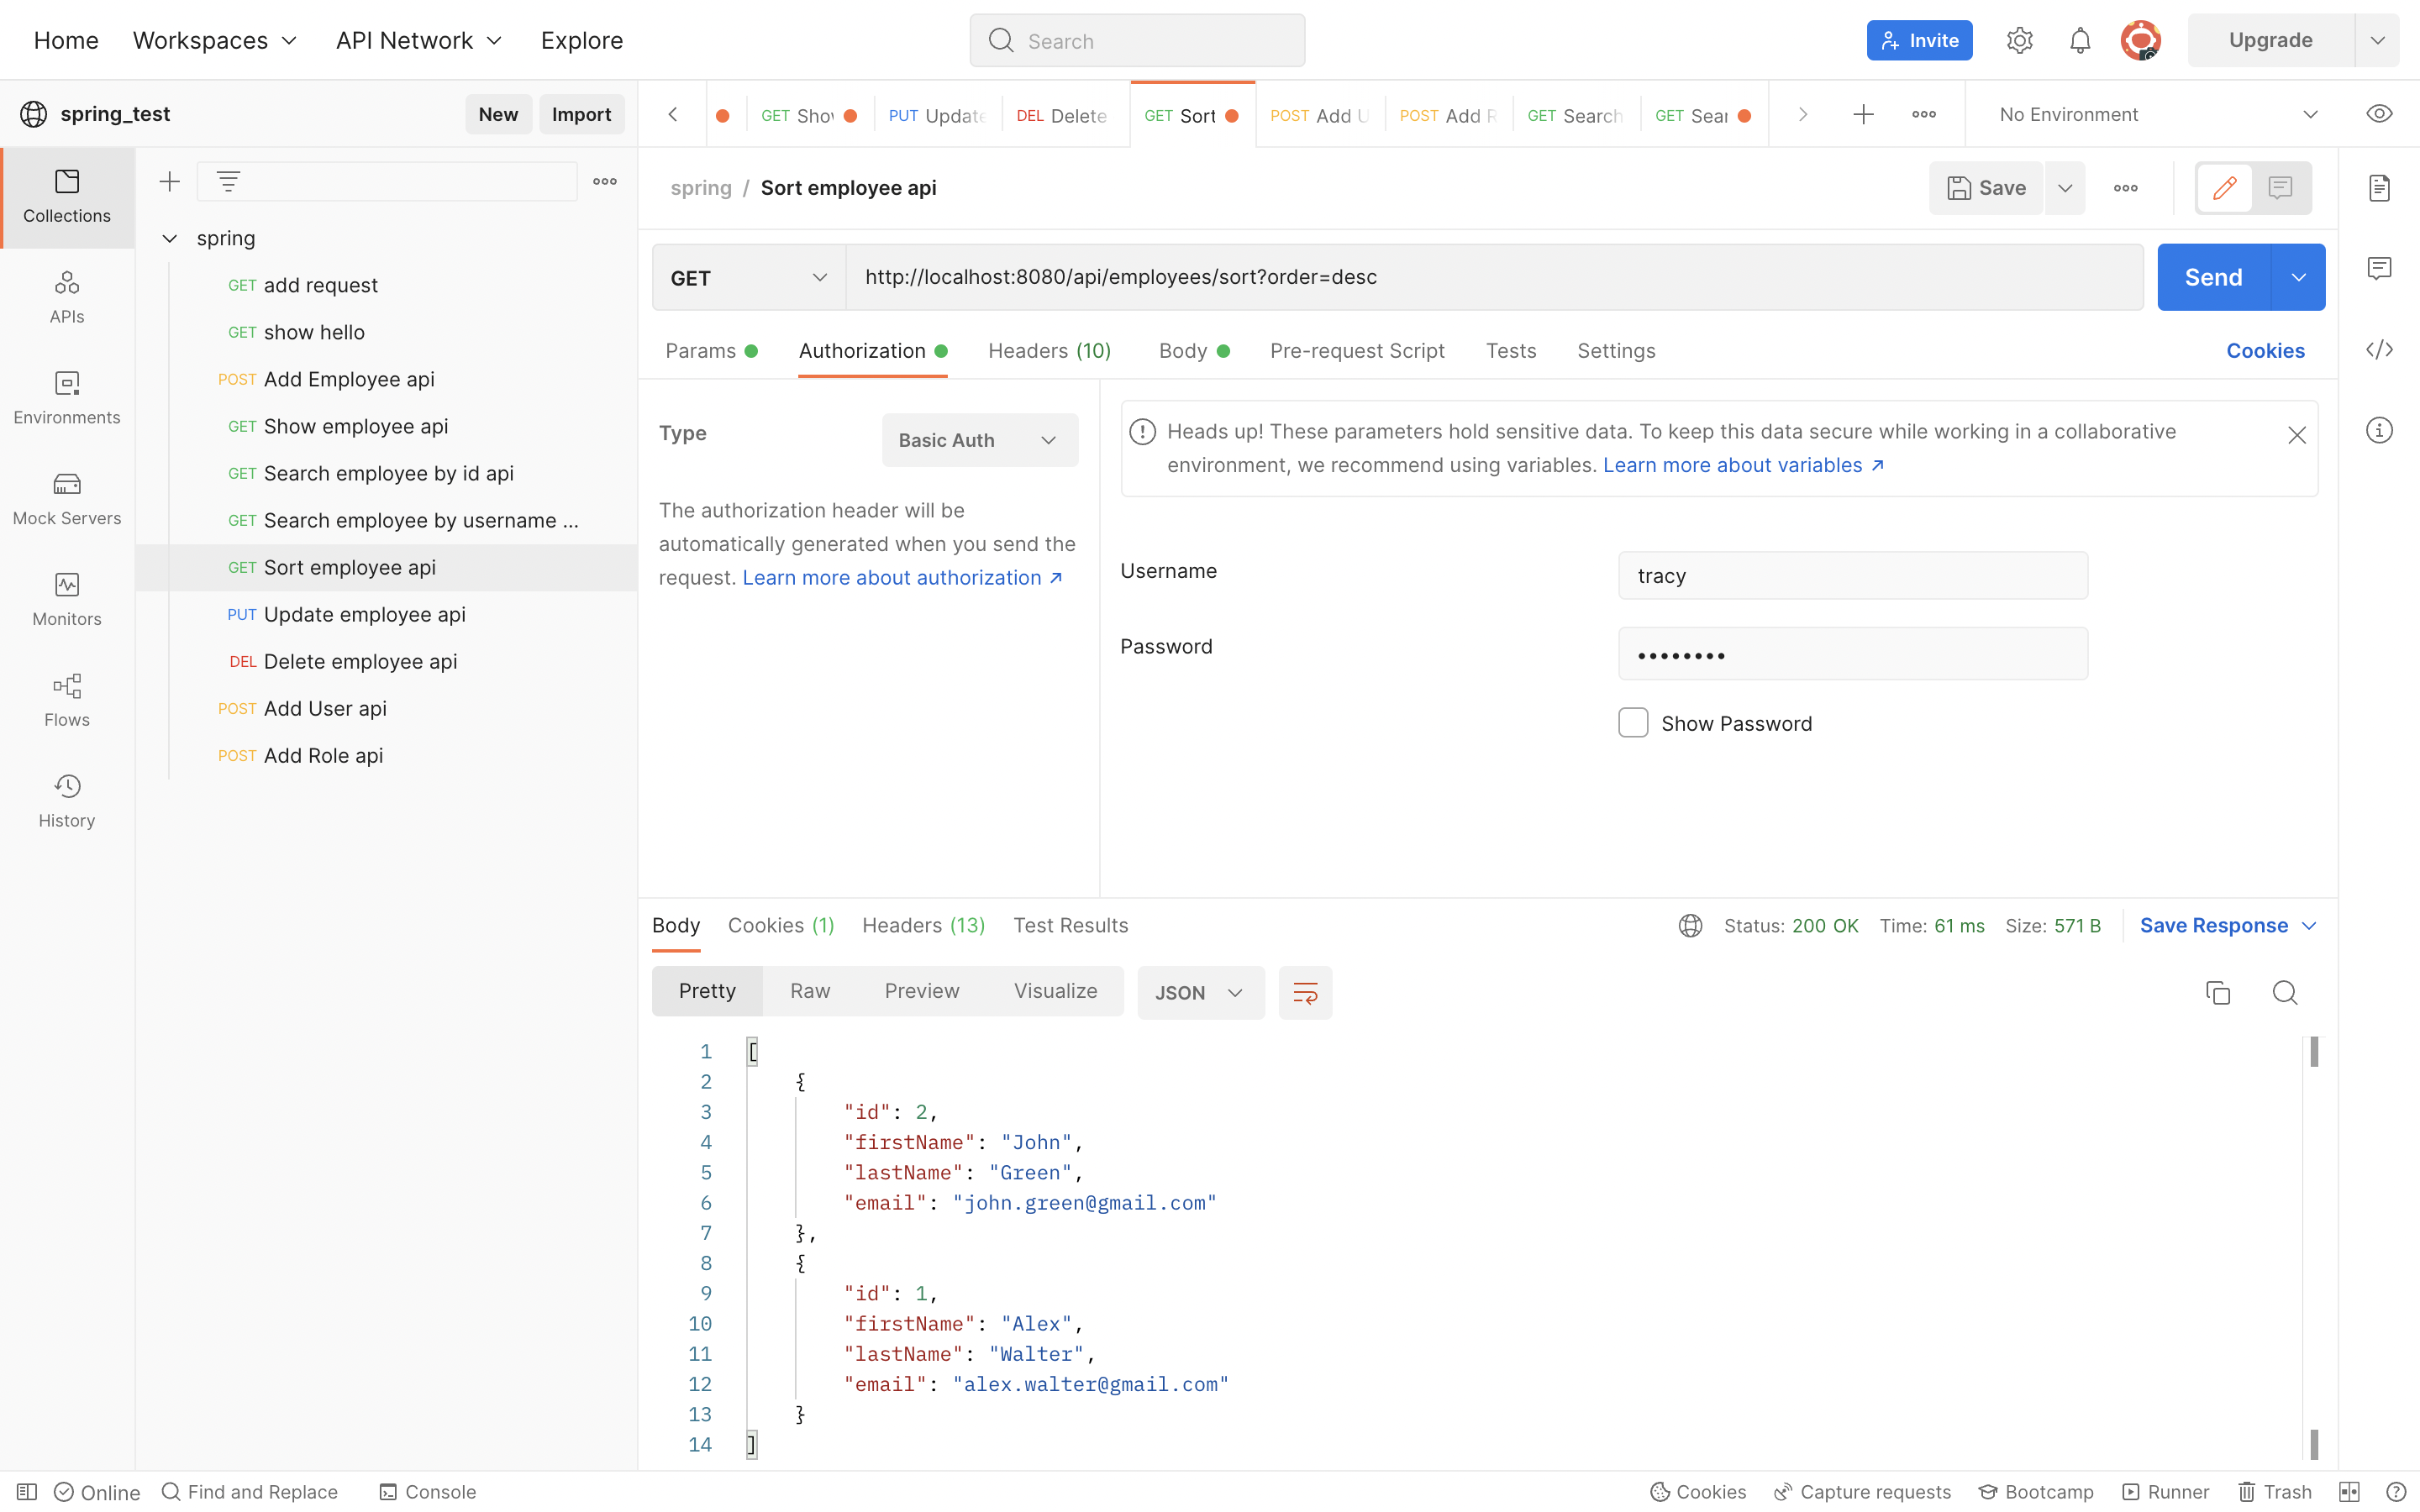 Home Workspaces API Network Explore Search Invite Upgrade
spring_test New Import
GET Sho PUT Update DEL Delete GET Sort POST Add U POST Add R GET Search GET Sear No Environment
Collections
APIs
Environments
Mock Servers
Monitors
Flows
History
spring
GET add request
GET show hello
POST Add Employee api
GET Show employee api
GET Search employee by id api
GET Search employee by username ...
GET Sort employee api
PUT Update employee api
DEL Delete employee api
POST Add User api
POST Add Role api
spring / Sort employee api Save
GET http://localhost:8080/api/employees/sort?order=desc Send
Params Authorization Headers (10) Body Pre-request Script Tests Settings Cookies
Type Basic Auth
The authorization header will be
automatically generated when you send the
request. Learn more about authorization ↗
Heads up! These parameters hold sensitive data. To keep this data secure while working in a collaborative
environment, we recommend using variables. Learn more about variables ↗
Username tracy
Password ••••••••
Show Password
Body Cookies (1) Headers (13) Test Results Status: 200 OK Time: 61 ms Size: 571 B Save Response
Pretty Raw Preview Visualize JSON
1 [
2 {
3 "id": 2,
4 "firstName": "John",
5 "lastName": "Green",
6 "email": "john.green@gmail.com"
7 },
8 {
9 "id": 1,
10 "firstName": "Alex",
11 "lastName": "Walter",
12 "email": "alex.walter@gmail.com"
13 }
14 ]
Online Find and Replace Console Cookies Capture requests Bootcamp Runner Trash